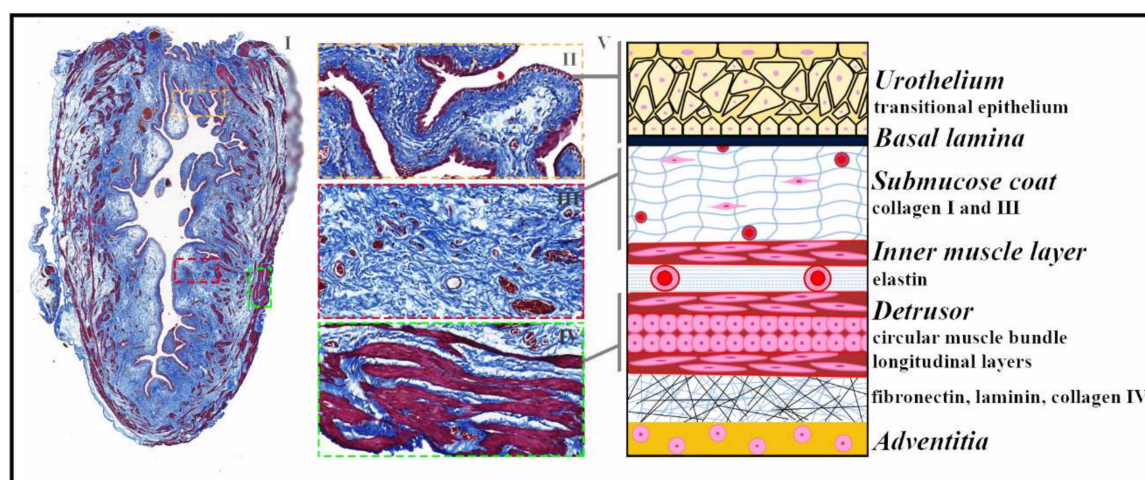 I
II
III
IV
V
Urothelium
transitional epithelium
Basal lamina
Submucose coat
collagen I and III
Inner muscle layer
elastin
Detrusor
circular muscle bundle
longitudinal layers
fibronectin, laminin, collagen IV
Adventitia